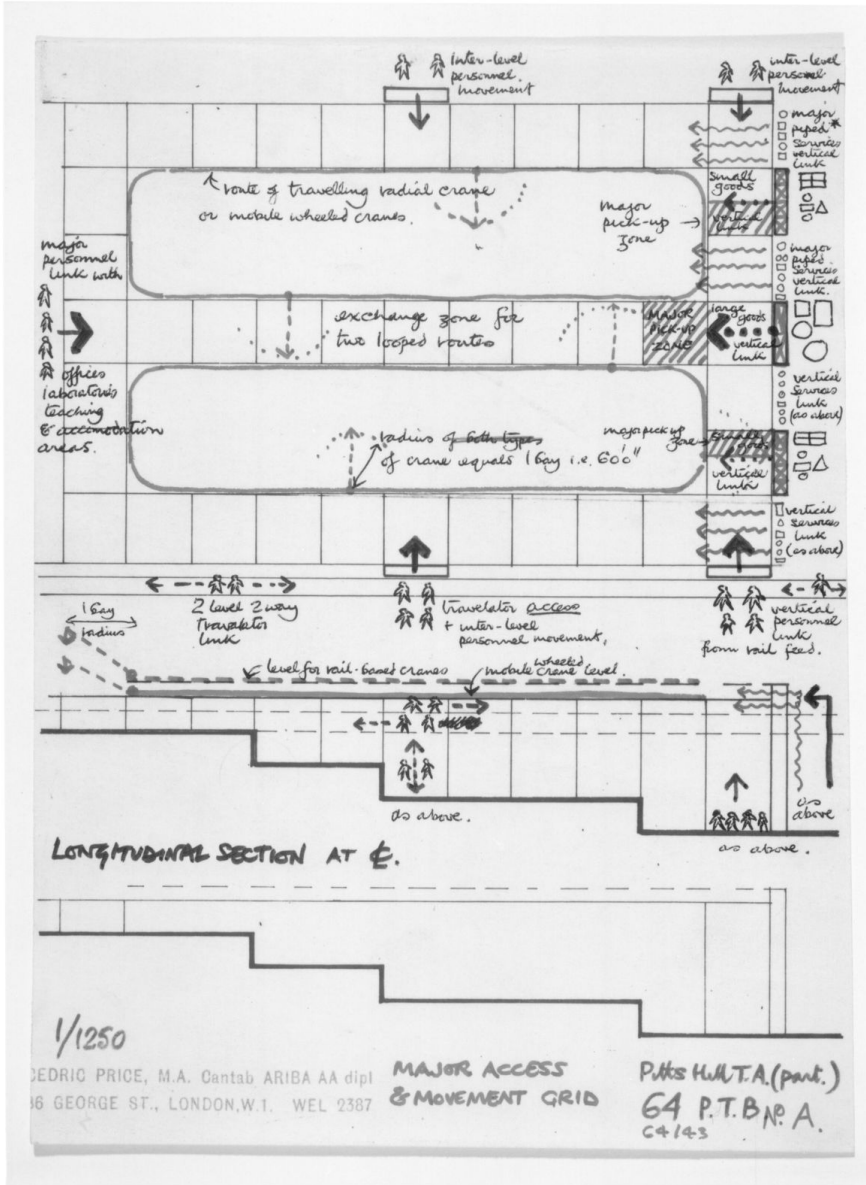 Inter-level
personnel.
movement
inter-level
personnel
movement
major
piped *
services
vertical
link
route of travelling radial crane
or mobile wheeled cranes.
major
pick-up
zone
small
goods
vertical
links
major
personnel
link with
offices
laboratories
teaching
& accomodation
areas.
major
piped
services
vertical
link.
exchange zone for
two looped routes
MAJOR
PICK-UP
ZONE
large
goods
vertical
link
vertical
services
link
(as above)
radius of both types
of crane equals 1 bay i.e. 60'0"
major pick up
zone
small
goods
vertical
links
vertical
services
link
(as above)
1 bay
radius
2 level 2 way
travelator
link
travelator access
+ inter-level
personnel movement,
vertical
personnel
link
from rail feed.
level for rail-based cranes
wheeled
mobile crane level.
as above.
as above.
as
above
LONGITUDINAL SECTION AT ℄.
1/1250
CEDRIC PRICE, M.A. Cantab ARIBA AA dipl
36 GEORGE ST., LONDON, W.1. WEL 2387
MAJOR ACCESS
& MOVEMENT GRID
Pitts Hill T.A. (part.)
64 P.T.B No. A.
64/43